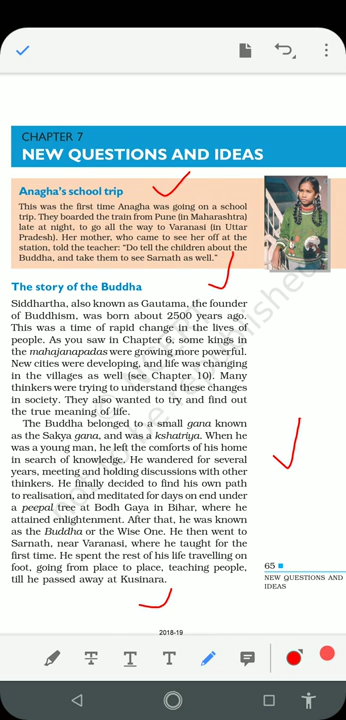 CHAPTER 7
NEW QUESTIONS AND IDEAS
Anagha's school trip
This was the first time Anagha was going on a school
trip. They boarded the train from Pune (in Maharashtra)
late at night, to go all the way to Varanasi (in Uttar
Pradesh). Her mother, who came to see her off at the
station, told the teacher: “Do tell the children about the
Buddha, and take them to see Sarnath as well.”
The story of the Buddha
Siddhartha, also known as Gautama, the founder
of Buddhism, was born about 2500 years ago.
This was a time of rapid change in the lives of
people. As you saw in Chapter 6, some kings in
the mahajanapadas were growing more powerful.
New cities were developing, and life was changing
in the villages as well (see Chapter 10). Many
thinkers were trying to understand these changes
in society. They also wanted to try and find out
the true meaning of life.
The Buddha belonged to a small gana known
as the Sakya gana, and was a kshatriya. When he
was a young man, he left the comforts of his home
in search of knowledge. He wandered for several
years, meeting and holding discussions with other
thinkers. He finally decided to find his own path
to realisation, and meditated for days on end under
a peepal tree at Bodh Gaya in Bihar, where he
attained enlightenment. After that, he was known
as the Buddha or the Wise One. He then went to
Sarnath, near Varanasi, where he taught for the
first time. He spent the rest of his life travelling on
foot, going from place to place, teaching people,
till he passed away at Kusinara.
65
NEW QUESTIONS AND
IDEAS
2018-19
T
T
T